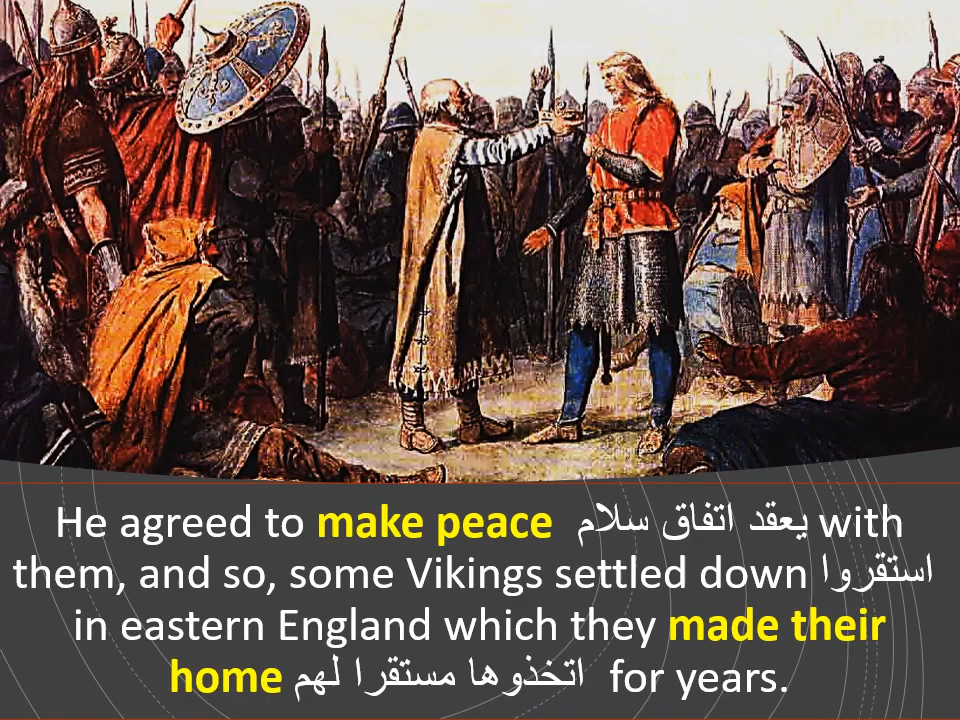 He agreed to make peace يعقد اتفاق سلام with
them, and so, some Vikings settled down استقروا
in eastern England which they made their
home اتخذوها مستقرا لهم for years.